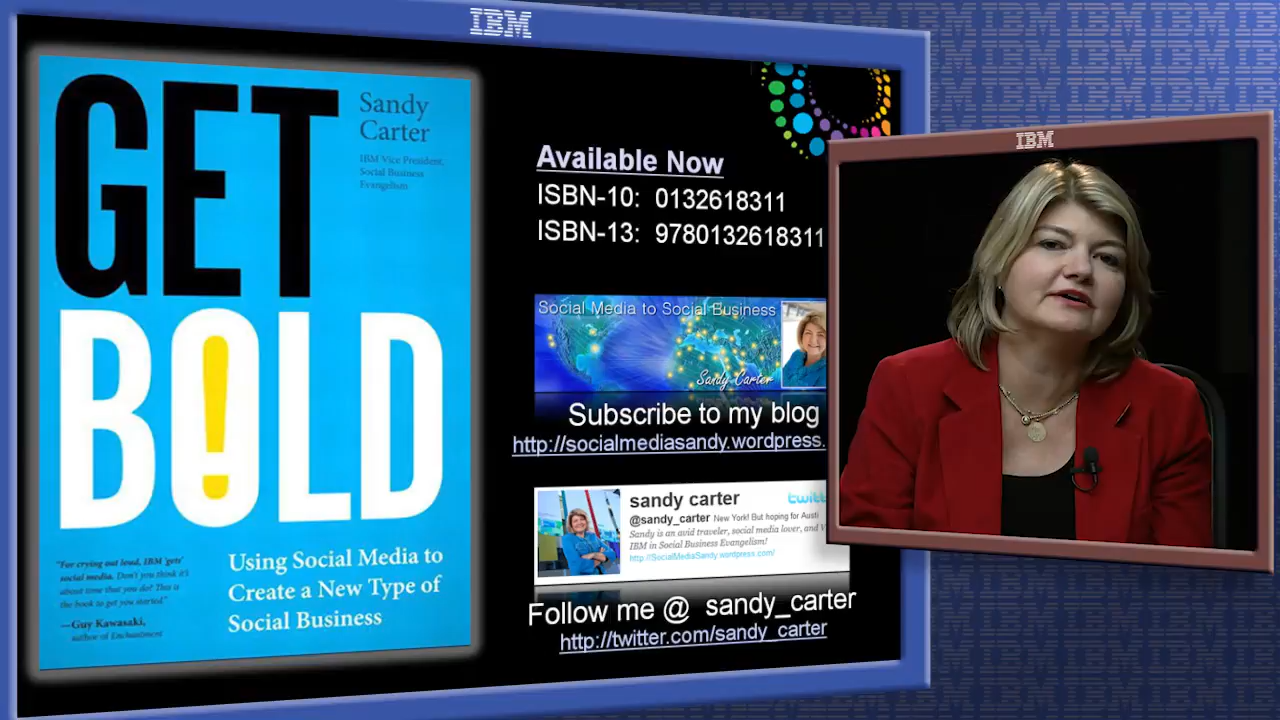 IBM
GET
BOLD
Sandy
Carter
IBM Vice President,
Social Business
Evangelism
"For crying out loud, IBM 'gets'
social media. Don't you think it's
about time that you do? This is
the book to get you started."
—Guy Kawasaki,
author of Enchantment
Using Social Media to
Create a New Type of
Social Business
Available Now
ISBN-10: 0132618311
ISBN-13: 9780132618311
Social Media to Social Business
Sandy Carter
Subscribe to my blog
http://socialmediasandy.wordpress.
sandy carter
twitt
@sandy_carter New York! But hoping for Austi
Sandy is an avid traveler, social media lover, and V
IBM in Social Business Evangelism!
http://SocialMediaSandy.wordpress.com/
Follow me @ sandy_carter
http://twitter.com/sandy_carter
IBM